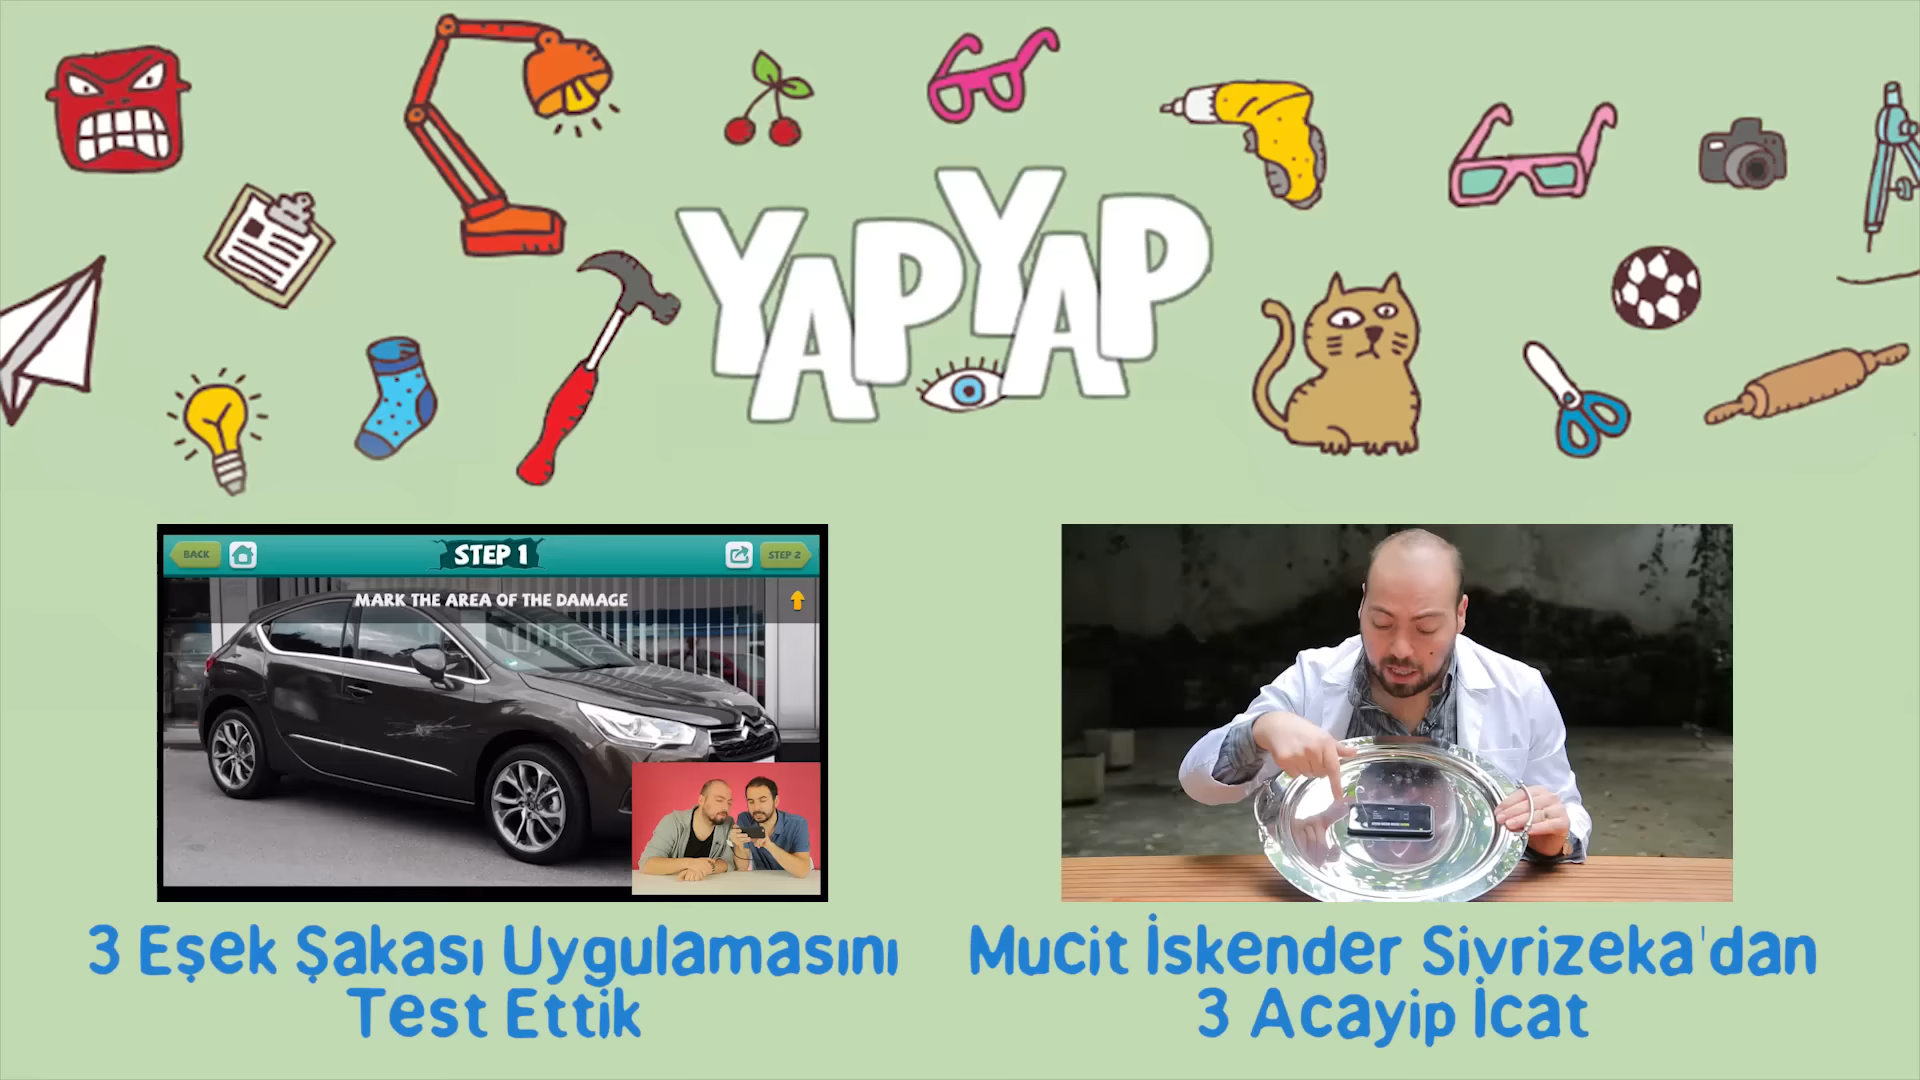 YAPYAP
BACK
STEP 1
STEP 2
MARK THE AREA OF THE DAMAGE
3 Eşek Şakası Uygulamasını
Test Ettik
Mucit İskender Sivrizeka'dan
3 Acayip İcat